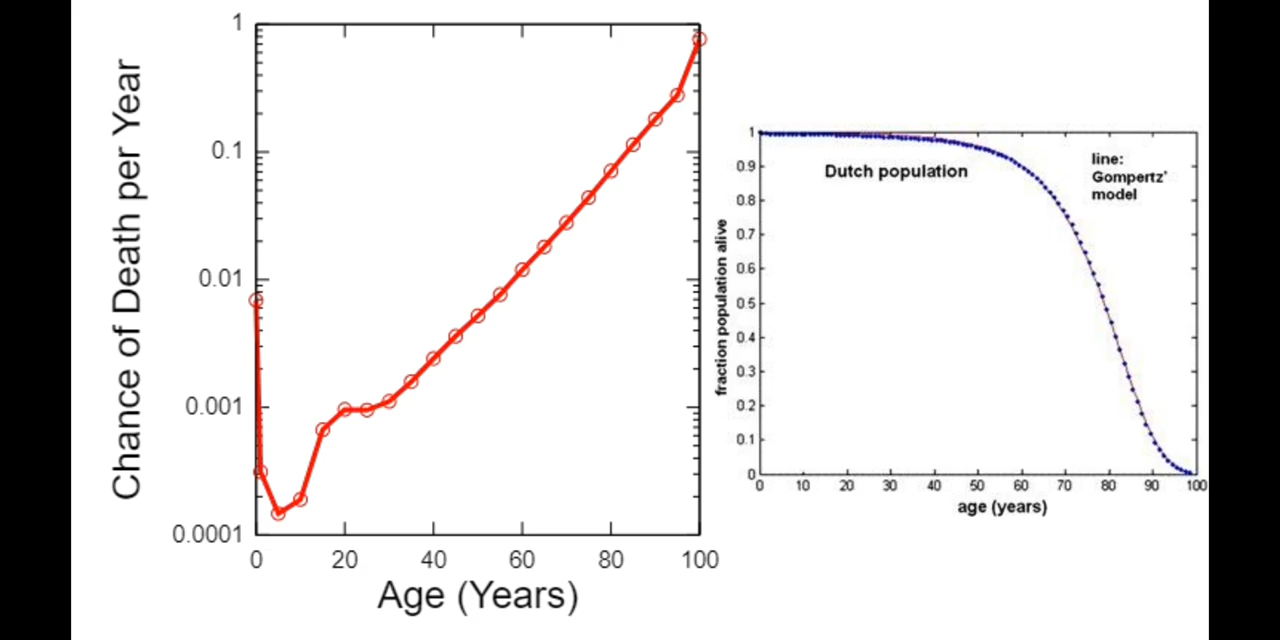 Chance of Death per Year
1
0.1
0.01
0.001
0.0001
0 20 40 60 80 100
Age (Years)
fraction population alive
1
0.9
0.8
0.7
0.6
0.5
0.4
0.3
0.2
0.1
0
Dutch population
line:
Gompertz'
model
0 10 20 30 40 50 60 70 80 90 100
age (years)